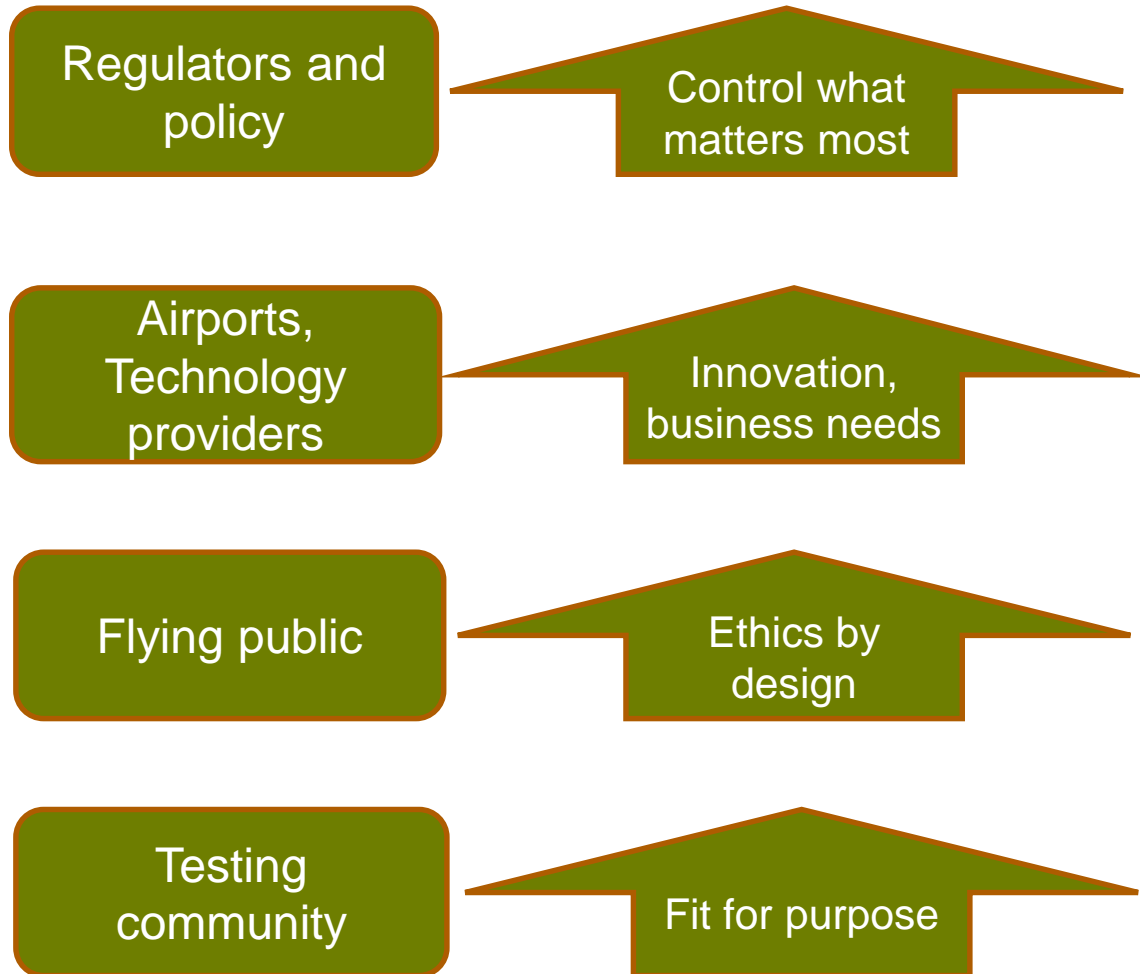 Regulators and
policy
Control what
matters most
Airports,
Technology
providers
Innovation,
business needs
Flying public
Ethics by
design
Testing
community
Fit for purpose